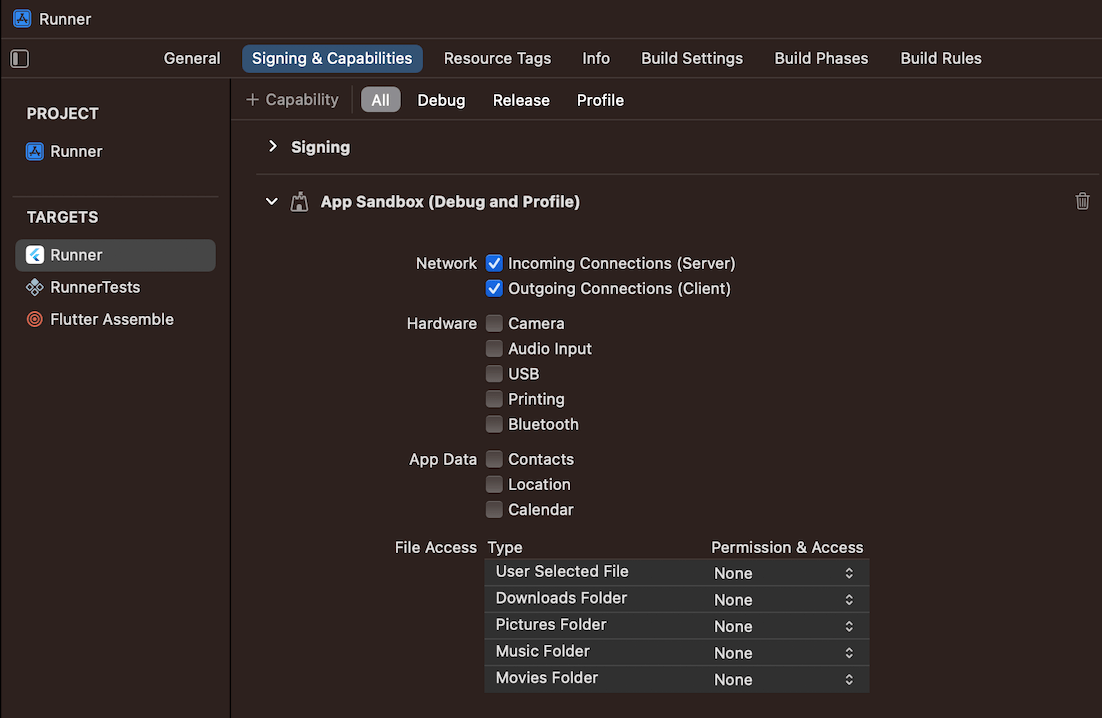 Runner
General Signing & Capabilities Resource Tags Info Build Settings Build Phases Build Rules
PROJECT
Runner
TARGETS
Runner
RunnerTests
Flutter Assemble
+ Capability All Debug Release Profile
Signing
App Sandbox (Debug and Profile)
Network Incoming Connections (Server)
Outgoing Connections (Client)
Hardware Camera
Audio Input
USB
Printing
Bluetooth
App Data Contacts
Location
Calendar
File Access Type Permission & Access
User Selected File None
Downloads Folder None
Pictures Folder None
Music Folder None
Movies Folder None